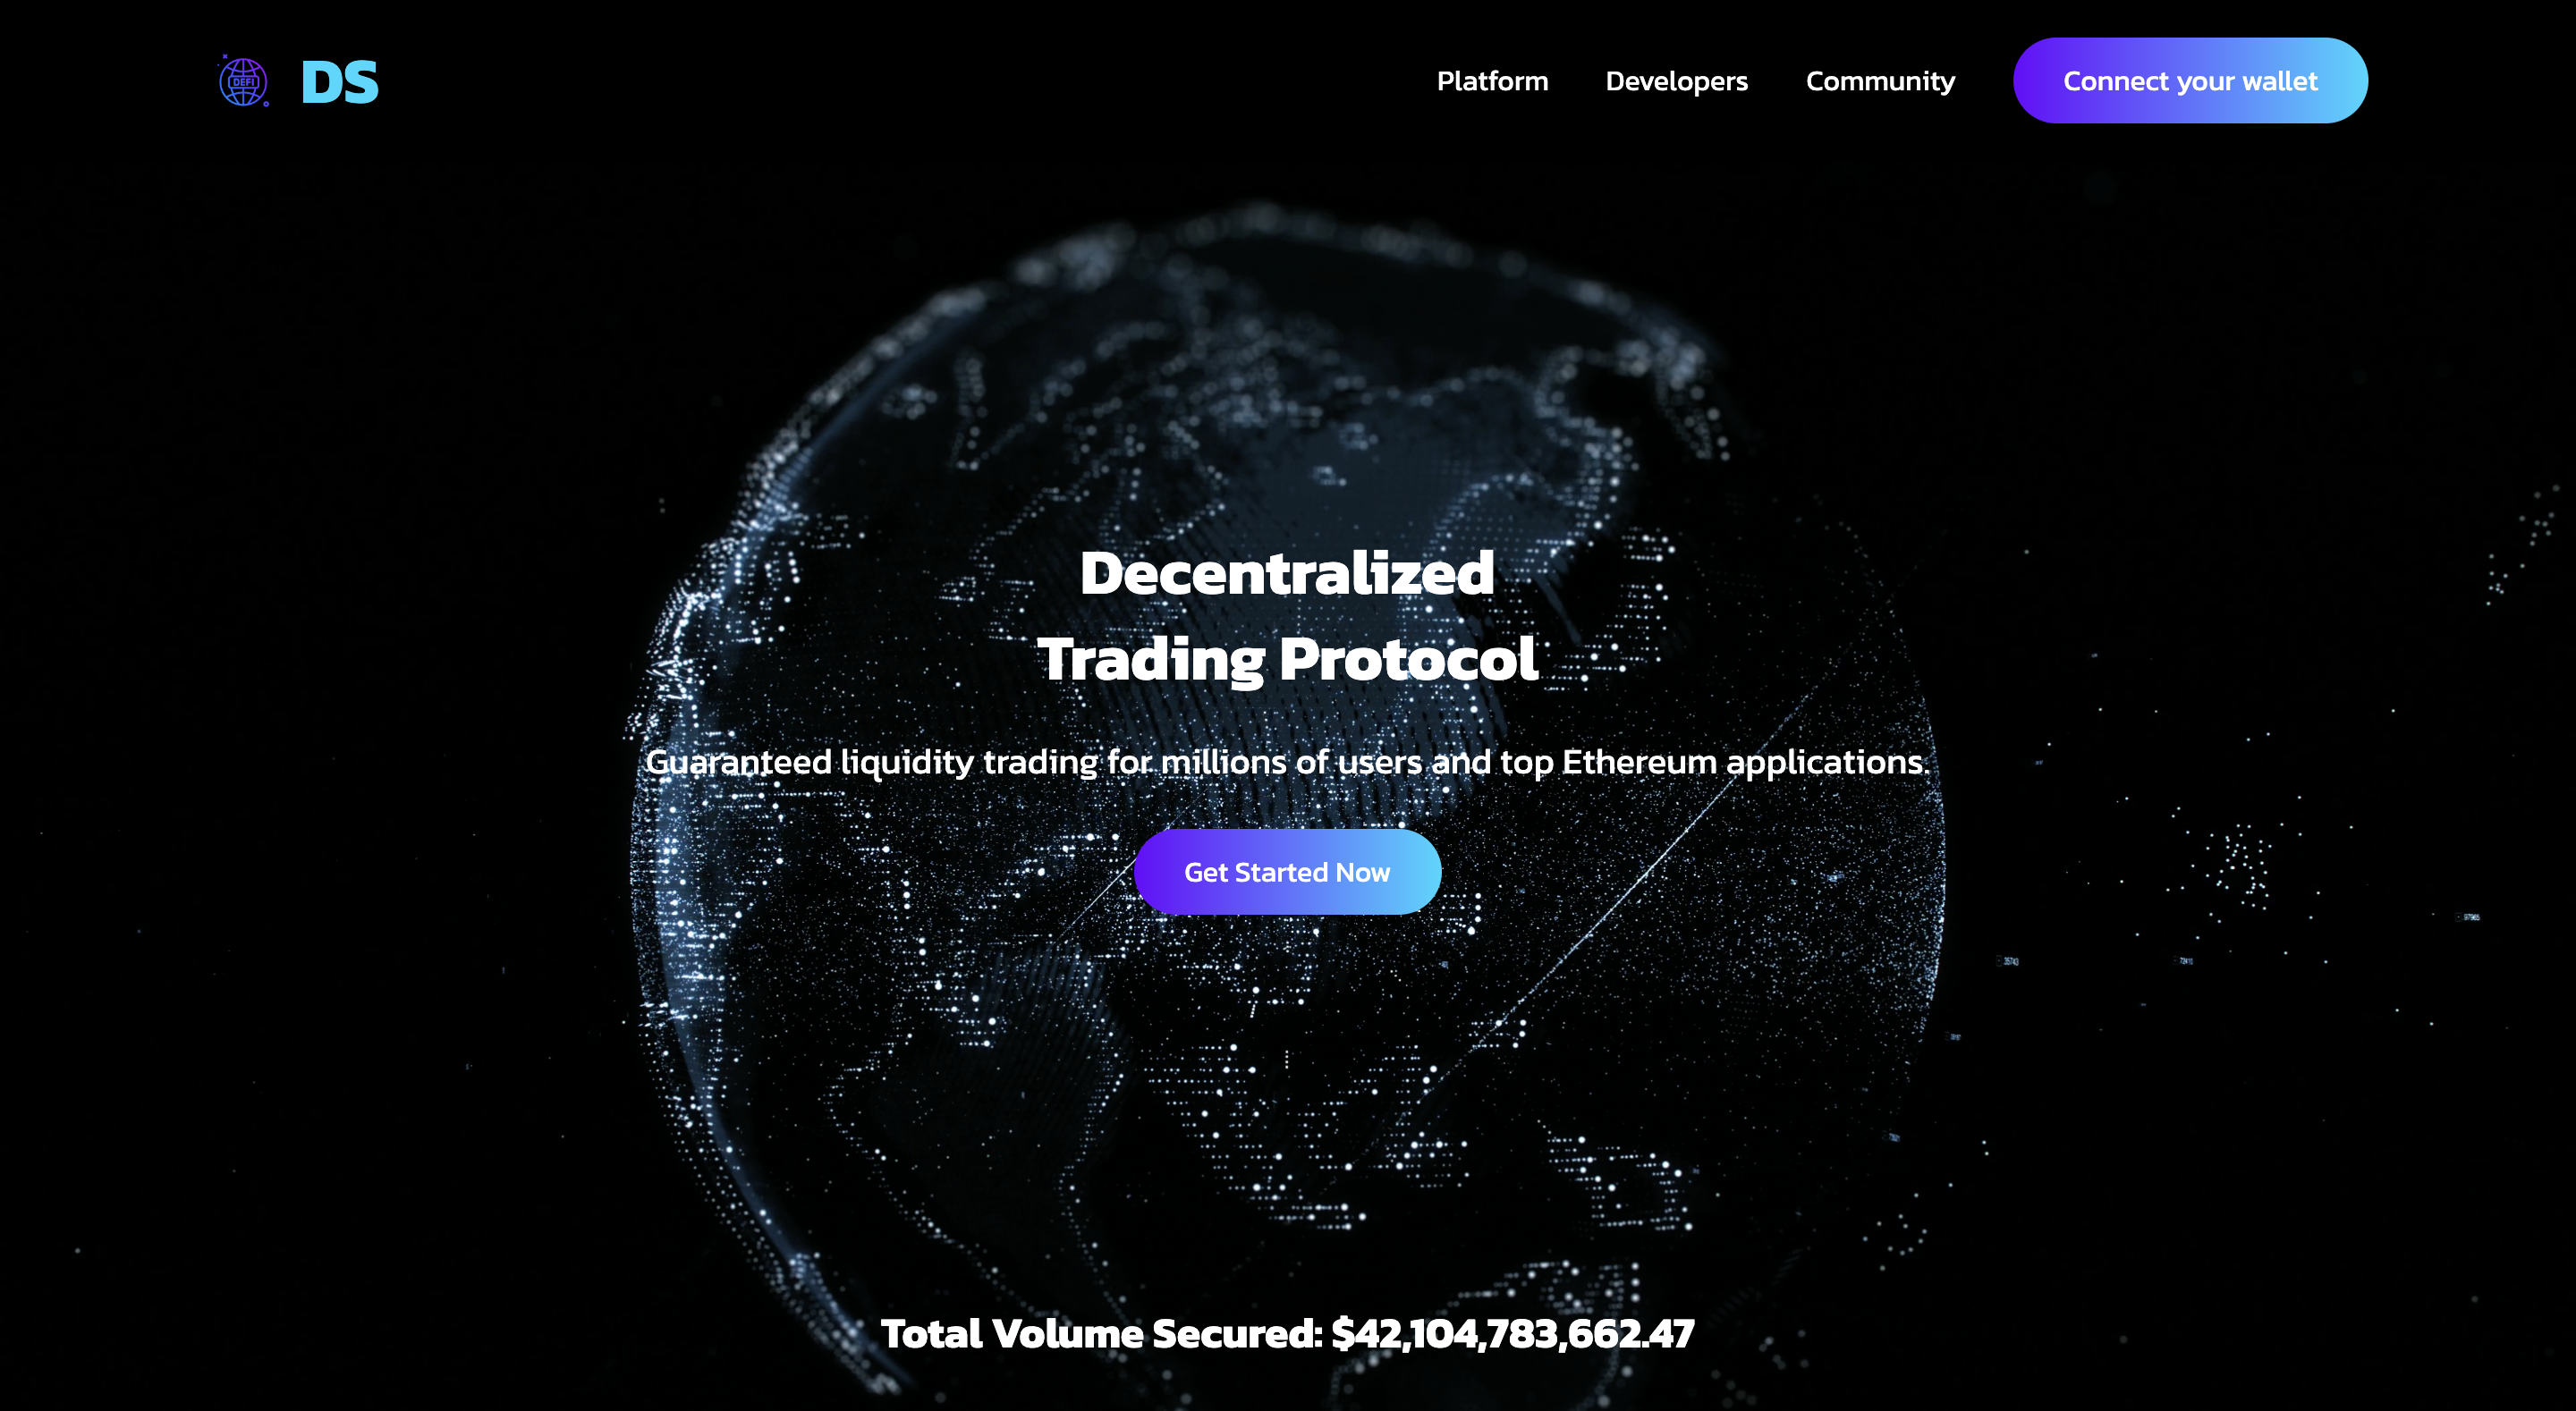 DEFI
DS
Platform
Developers
Community
Connect your wallet
Decentralized
Trading Protocol
Guaranteed liquidity trading for millions of users and top Ethereum applications.
Get Started Now
Total Volume Secured: $42,104,783,662.47